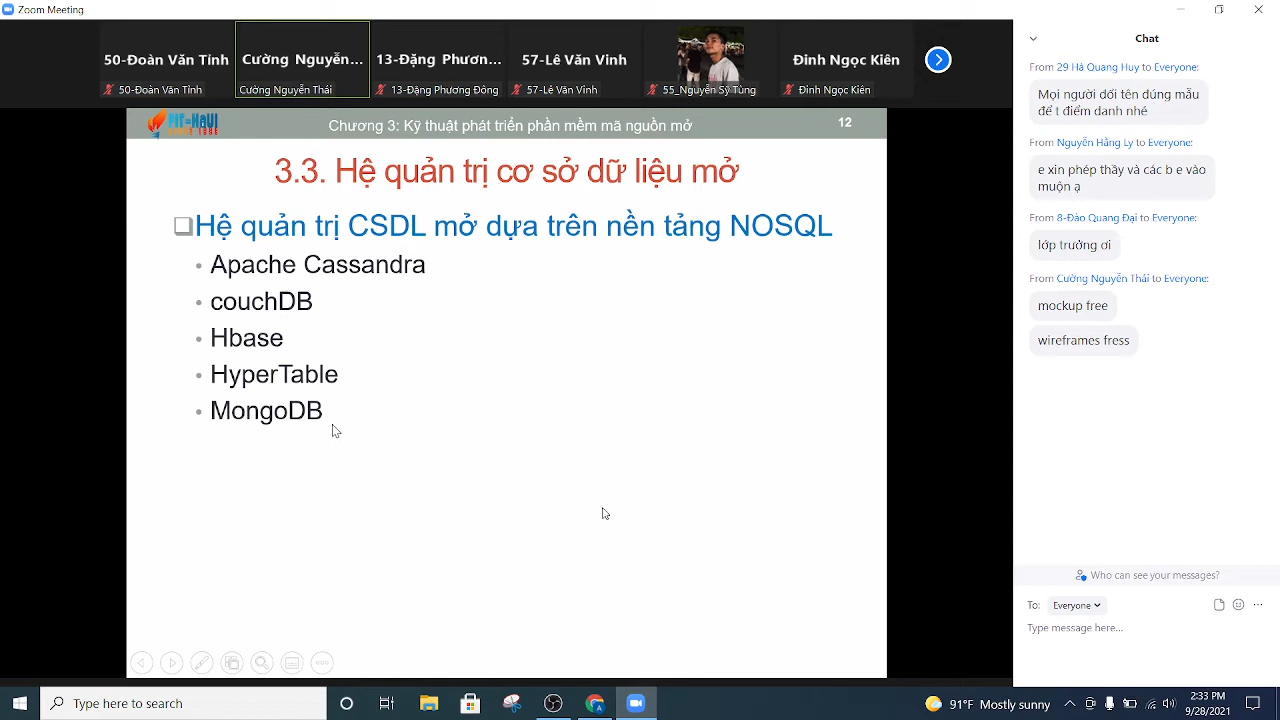 Zoom Meeting
50-Đoàn Văn Tỉnh
Cường Nguyễn...
13-Đặng Phươn...
57-Lê Văn Vinh
Đinh Ngọc Kiên
50-Đoàn Văn Tỉnh
Cường Nguyễn Thái
13-Đặng Phương Đông
57-Lê Văn Vinh
55_Nguyễn Sỹ Tùng
Đinh Ngọc Kiên
Chương 3: Kỹ thuật phát triển phần mềm mã nguồn mở
12
3.3. Hệ quản trị cơ sở dữ liệu mở
Hệ quản trị CSDL mở dựa trên nền tảng NOSQL
• Apache Cassandra
• couchDB
• Hbase
• HyperTable
• MongoDB
Chat
From 29 Hà Quang Huy to Everyone:
Mọi người đổi tên đúng mẫu
để điểm danh nhé
From Nguyễn Hằng Ly to Everyone:
e xin phép thầy và các b e vào
muộn ạ
From 8-Đào Quang Đại to Everyone:
lớp trưởng ơi
From Cường Nguyễn Thái to Everyone:
mockup free
wireframes fress
Who can see your messages?
To: Everyone
Type message here...
Type here to search
91°F Mostly sunny
2:33 PM
9/28/2021